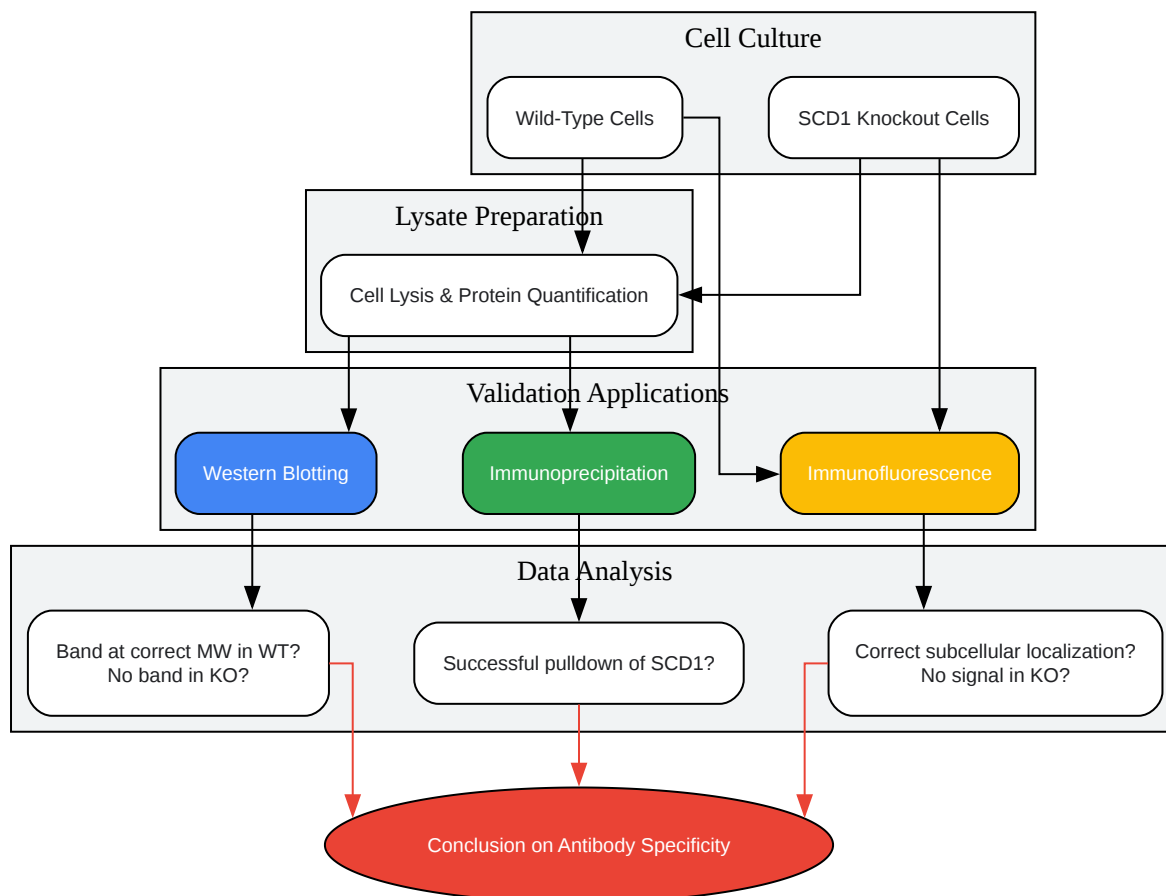 Cell Culture
Wild-Type Cells
SCD1 Knockout Cells
Lysate Preparation
Cell Lysis & Protein Quantification
Validation Applications
Western Blotting
Immunoprecipitation
Immunofluorescence
Data Analysis
Band at correct MW in WT?
No band in KO?
Successful pulldown of SCD1?
Correct subcellular localization?
No signal in KO?
Conclusion on Antibody Specificity